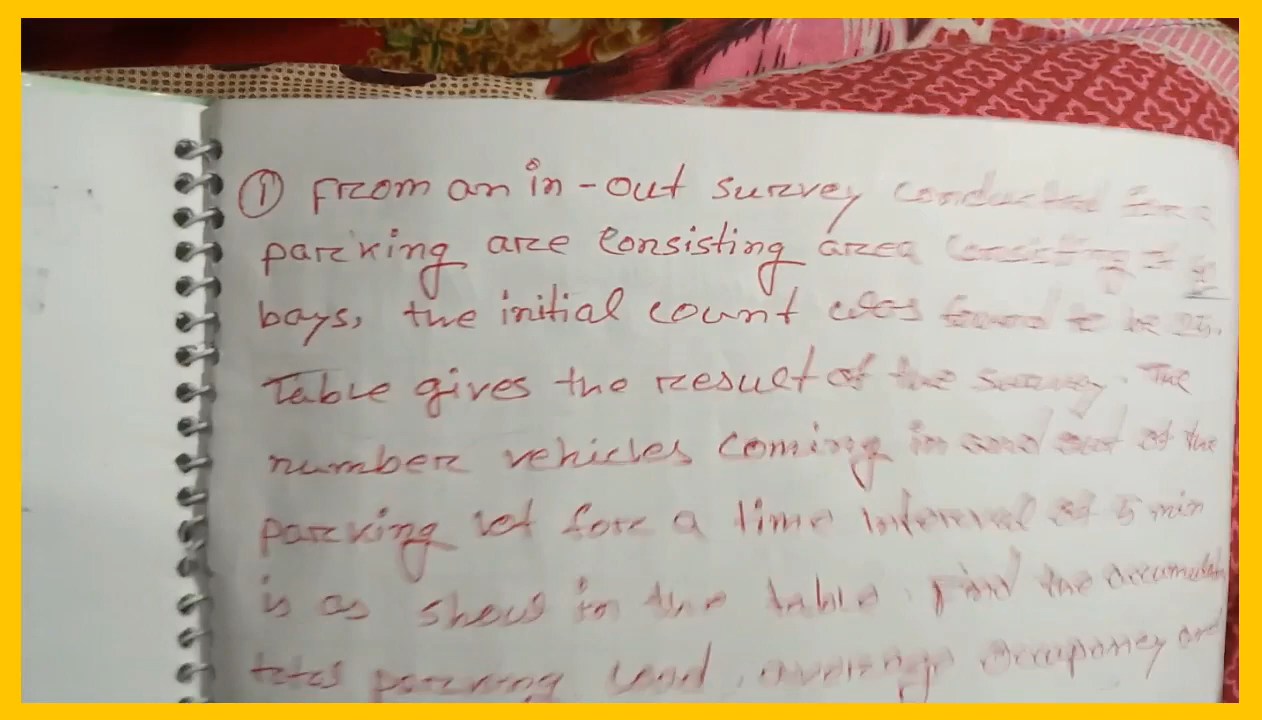 ① From an in-out survey conducted for a
parking are Consisting area Consisting
bays, the initial count was found to be 25.
Table gives the result of the survey. The
number vehicles coming in and out of the
parking lot for a time interval of 5 min
is as show in the table. Find the accumulation
total parking load, average occupancy and